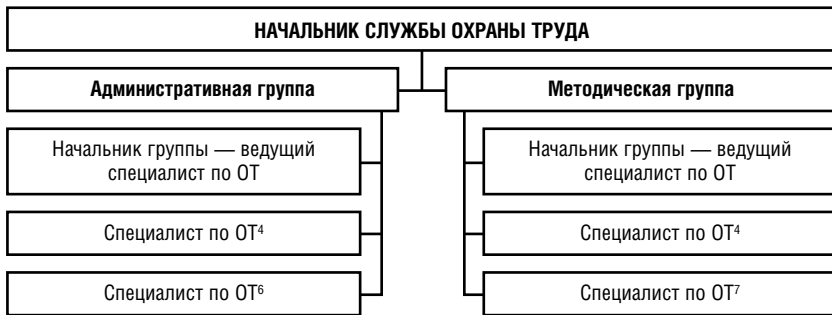 НАЧАЛЬНИК СЛУЖБЫ ОХРАНЫ ТРУДА
Административная группа
Начальник группы — ведущий
специалист по ОТ
Специалист по ОТ⁴
Специалист по ОТ⁶
Методическая группа
Начальник группы — ведущий
специалист по ОТ
Специалист по ОТ⁴
Специалист по ОТ⁷